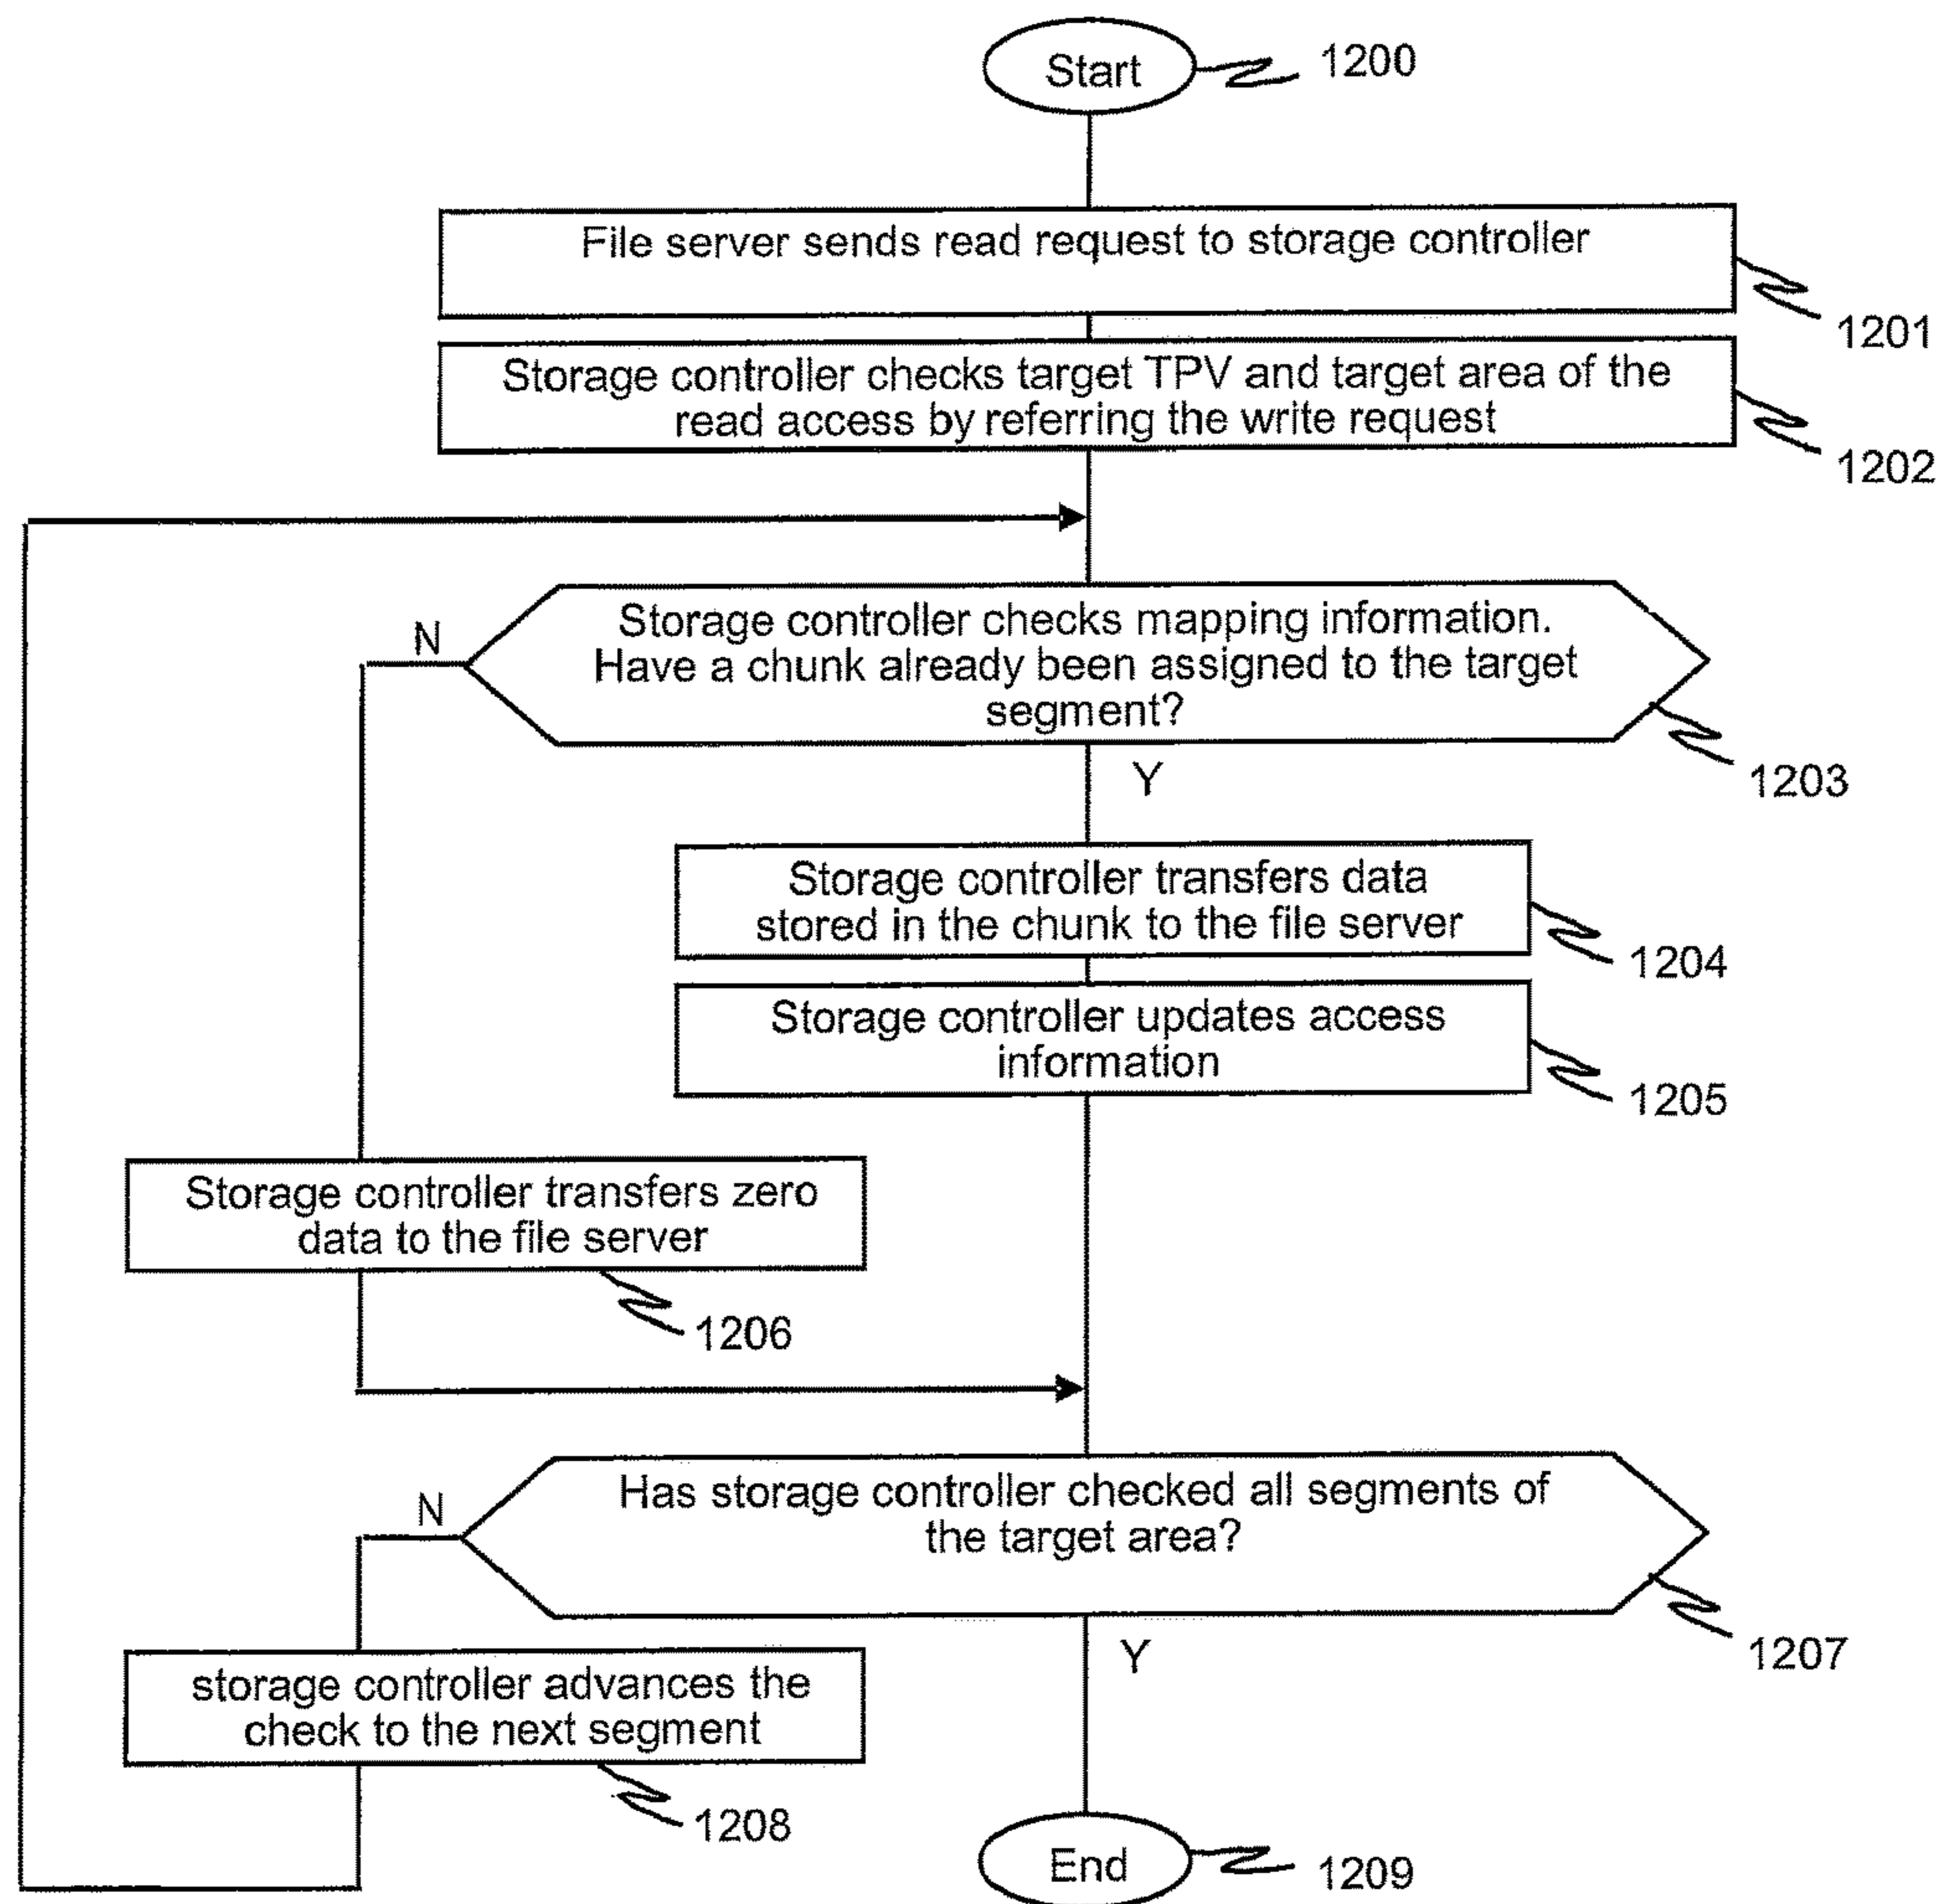 Start
1200
File server sends read request to storage controller
1201
Storage controller checks target TPV and target area of the
read access by referring the write request
1202
N
Storage controller checks mapping information.
Have a chunk already been assigned to the target
segment?
1203
Y
Storage controller transfers data
stored in the chunk to the file server
1204
Storage controller updates access
information
1205
Storage controller transfers zero
data to the file server
1206
N
Has storage controller checked all segments of
the target area?
1207
Y
storage controller advances the
check to the next segment
1208
End
1209